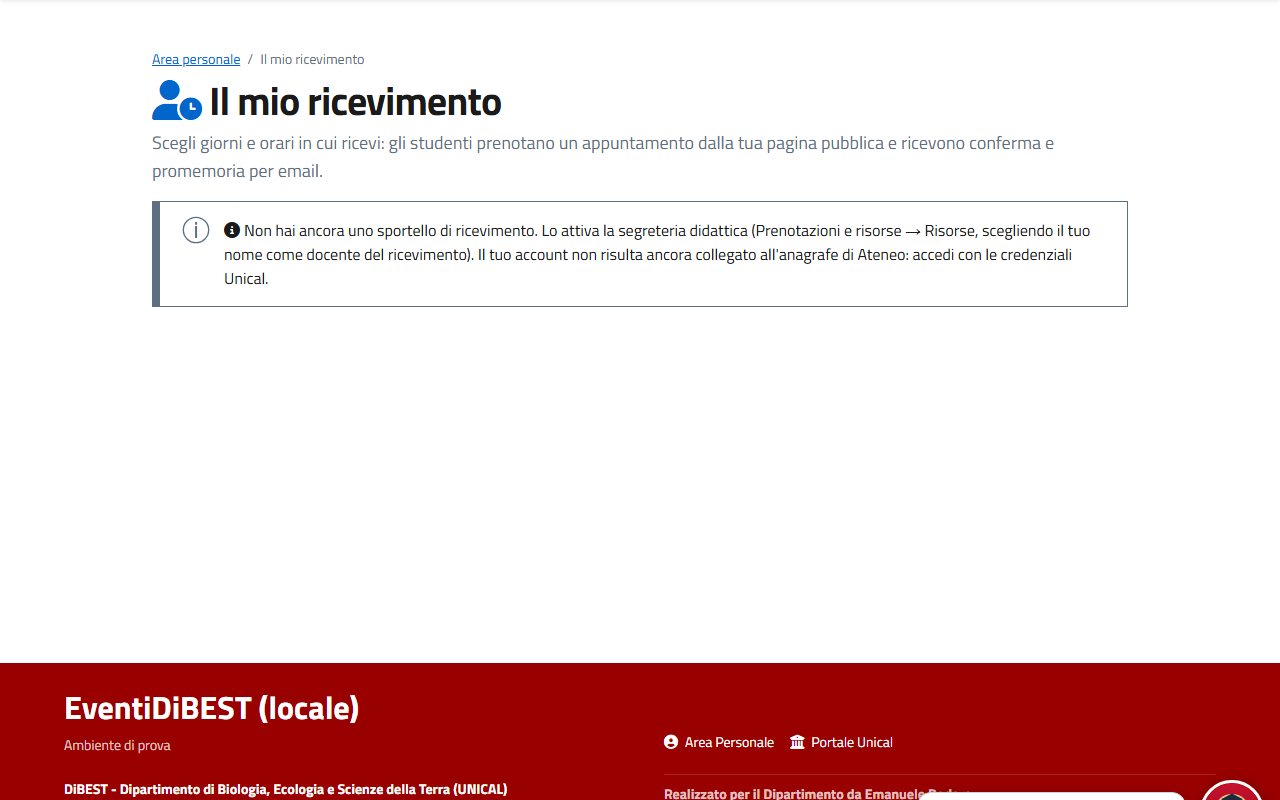 Area personale / Il mio ricevimento
Il mio ricevimento
Scegli giorni e orari in cui ricevi: gli studenti prenotano un appuntamento dalla tua pagina pubblica e ricevono conferma e
promemoria per email.
Non hai ancora uno sportello di ricevimento. Lo attiva la segreteria didattica (Prenotazioni e risorse → Risorse, scegliendo il tuo
nome come docente del ricevimento). Il tuo account non risulta ancora collegato all'anagrafe di Ateneo: accedi con le credenziali
Unical.
EventiDiBEST (locale)
Ambiente di prova
Area Personale Portale Unical
DiBEST - Dipartimento di Biologia, Ecologia e Scienze della Terra (UNICAL)
Realizzato per il Dipartimento da Emanuele